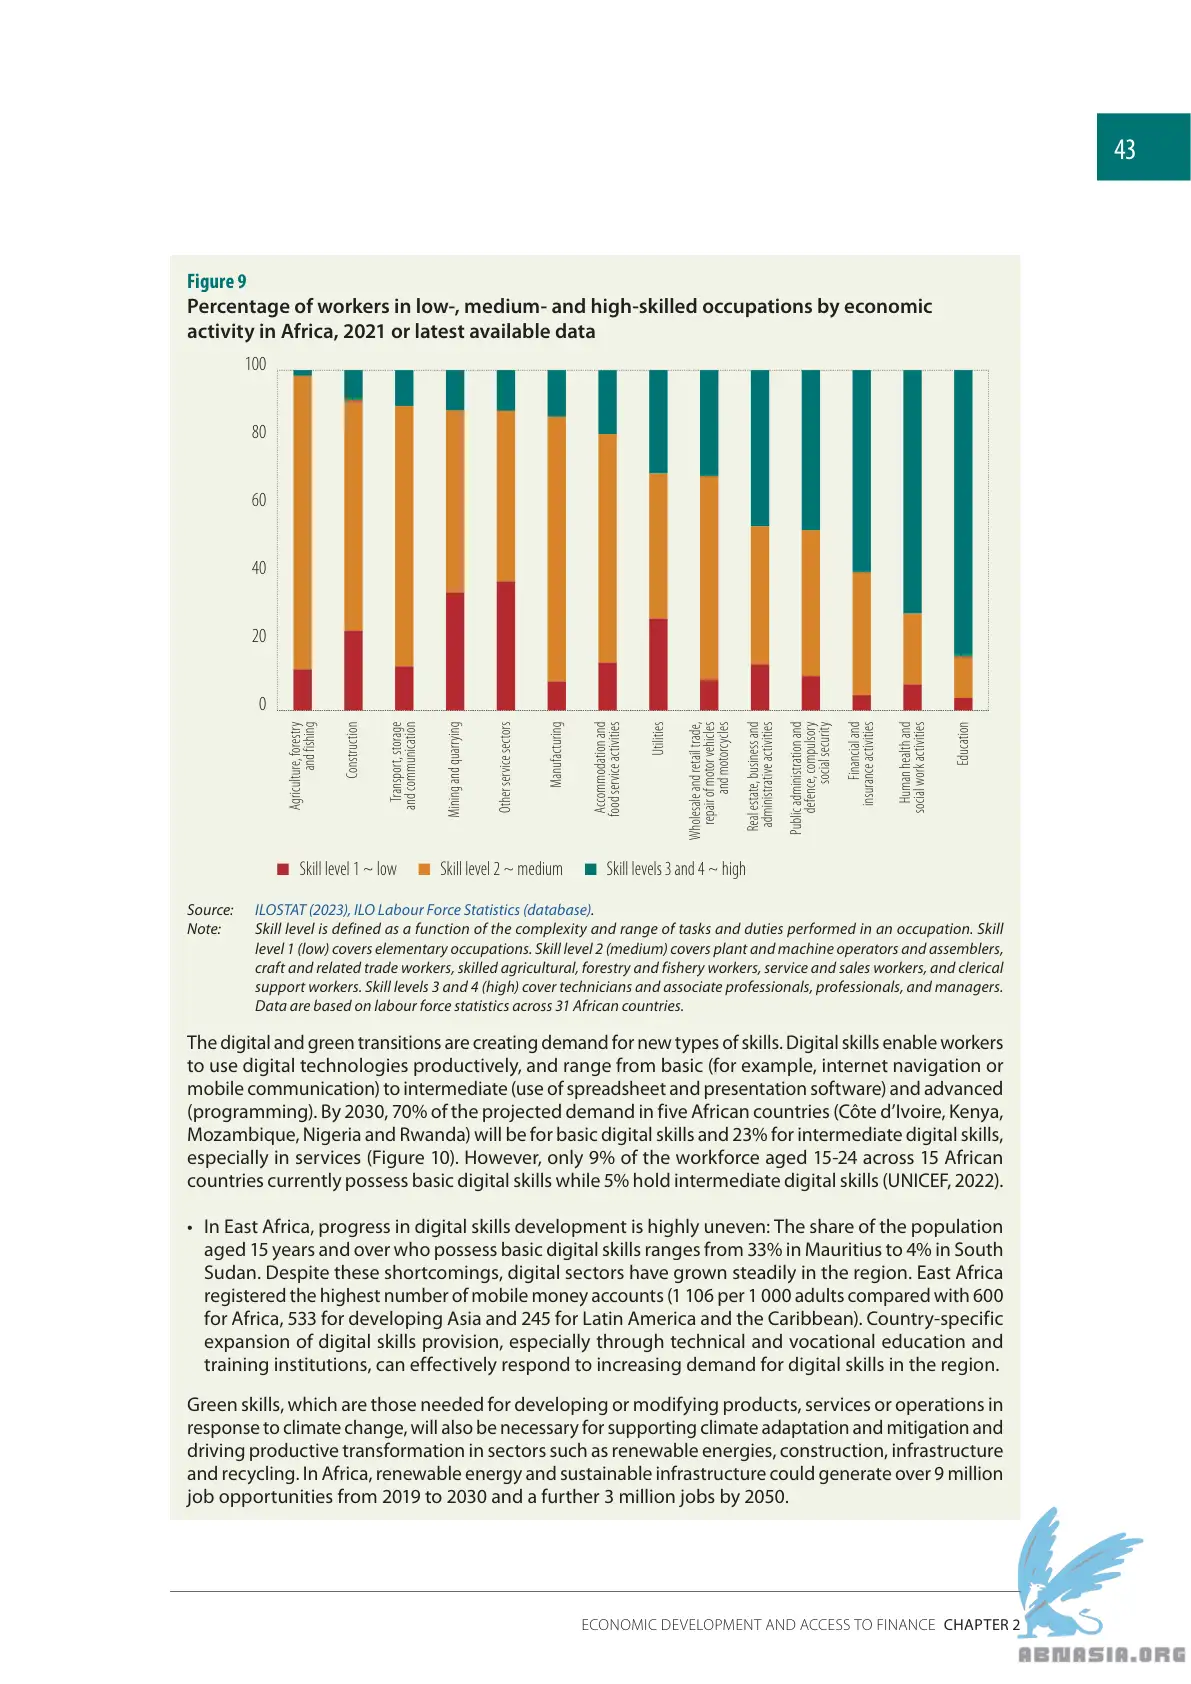 43
Figure 9
Percentage of workers in low-, medium- and high-skilled occupations by economic
activity in Africa, 2021 or latest available data
100
80
60
40
20
0
Agriculture, forestry
and fishing
Construction
Transport, storage
and communication
Mining and quarrying
Other service sectors
Manufacturing
Accommodation and
food service activities
Utilities
Wholesale and retail trade,
repair of motor vehicles
and motorcycles
Real estate, business and
administrative activities
Public administration and
defence, compulsory
social security
Financial and
insurance activities
Human health and
social work activities
Education
Skill level 1 ~ low
Skill level 2 ~ medium
Skill levels 3 and 4 ~ high
Source: ILOSTAT (2023), ILO Labour Force Statistics (database).
Note: Skill level is defined as a function of the complexity and range of tasks and duties performed in an occupation. Skill
level 1 (low) covers elementary occupations. Skill level 2 (medium) covers plant and machine operators and assemblers,
craft and related trade workers, skilled agricultural, forestry and fishery workers, service and sales workers, and clerical
support workers. Skill levels 3 and 4 (high) cover technicians and associate professionals, professionals, and managers.
Data are based on labour force statistics across 31 African countries.
The digital and green transitions are creating demand for new types of skills. Digital skills enable workers
to use digital technologies productively, and range from basic (for example, internet navigation or
mobile communication) to intermediate (use of spreadsheet and presentation software) and advanced
(programming). By 2030, 70% of the projected demand in five African countries (Côte d’Ivoire, Kenya,
Mozambique, Nigeria and Rwanda) will be for basic digital skills and 23% for intermediate digital skills,
especially in services (Figure 10). However, only 9% of the workforce aged 15-24 across 15 African
countries currently possess basic digital skills while 5% hold intermediate digital skills (UNICEF, 2022).
• In East Africa, progress in digital skills development is highly uneven: The share of the population
aged 15 years and over who possess basic digital skills ranges from 33% in Mauritius to 4% in South
Sudan. Despite these shortcomings, digital sectors have grown steadily in the region. East Africa
registered the highest number of mobile money accounts (1 106 per 1 000 adults compared with 600
for Africa, 533 for developing Asia and 245 for Latin America and the Caribbean). Country-specific
expansion of digital skills provision, especially through technical and vocational education and
training institutions, can effectively respond to increasing demand for digital skills in the region.
Green skills, which are those needed for developing or modifying products, services or operations in
response to climate change, will also be necessary for supporting climate adaptation and mitigation and
driving productive transformation in sectors such as renewable energies, construction, infrastructure
and recycling. In Africa, renewable energy and sustainable infrastructure could generate over 9 million
job opportunities from 2019 to 2030 and a further 3 million jobs by 2050.
ECONOMIC DEVELOPMENT AND ACCESS TO FINANCE CHAPTER 2
ABNASIA.ORG